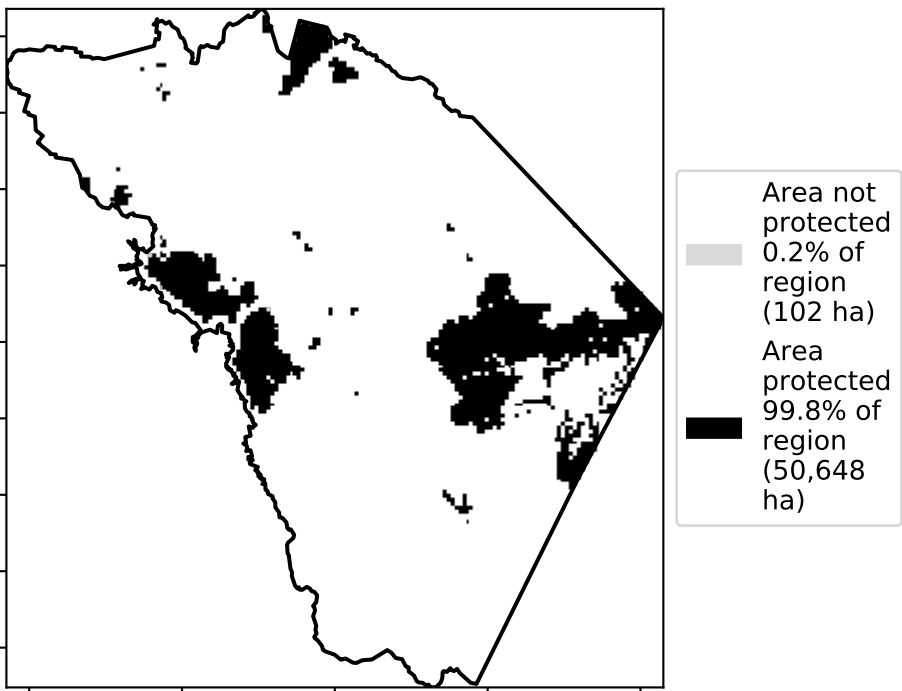 Area not
protected
0.2% of
region
(102 ha)
Area
protected
99.8% of
region
(50,648
ha)